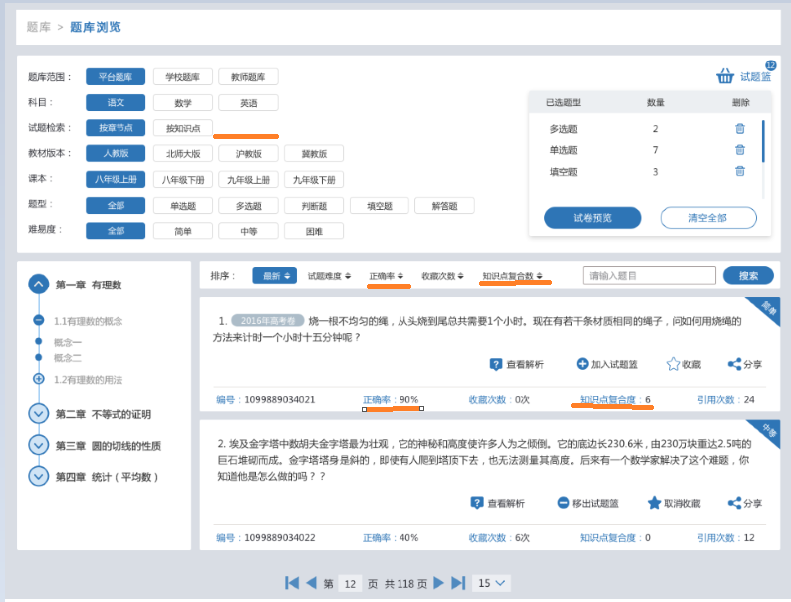 题库 > 题库浏览
题库范围： 平台题库 学校题库 教师题库
12
试题篮
科目： 语文 数学 英语
试题检索： 按章节点 按知识点
教材版本： 人教版 北师大版 沪教版 冀教版
课本： 八年级上册 八年级下册 九年级上册 九年级下册
题型： 全部 单选题 多选题 判断题 填空题 解答题
难易度： 全部 简单 中等 困难
已选题型 数量 删除
多选题 2
单选题 7
填空题 3
试卷预览 清空全部
第一章 有理数
1.1有理数的概念
概念一
概念二
1.2有理数的用法
第二章 不等式的证明
第三章 圆的切线的性质
第四章 统计（平均数）
排序： 最新 试题难度 正确率 收藏次数 知识点复合数 请输入题目 搜索
简单
1. 2016年高考卷 烧一根不均匀的绳，从头烧到尾总共需要1个小时。现在有若干条材质相同的绳子，问如何用烧绳的
方法来计时一个小时十五分钟呢？
? 查看解析 加入试题篮 收藏 分享
编号：1099889034021 正确率：90% 收藏次数：0次 知识点复合度：6 引用次数：24
中等
2. 埃及金字塔中数胡夫金字塔最为壮观，它的神秘和高度使许多人为之倾倒。它的底边长230.6米，由230万块重达2.5吨的
巨石堆砌而成。金字塔塔身是斜的，即使有人爬到塔顶下去，也无法测量其高度。后来有一个数学家解决了这个难题，你
知道他是怎么做的吗？？
? 查看解析 移出试题篮 取消收藏 分享
编号：1099889034022 正确率：40% 收藏次数：6次 知识点复合度：0 引用次数：12
第 12 页 共118页 15